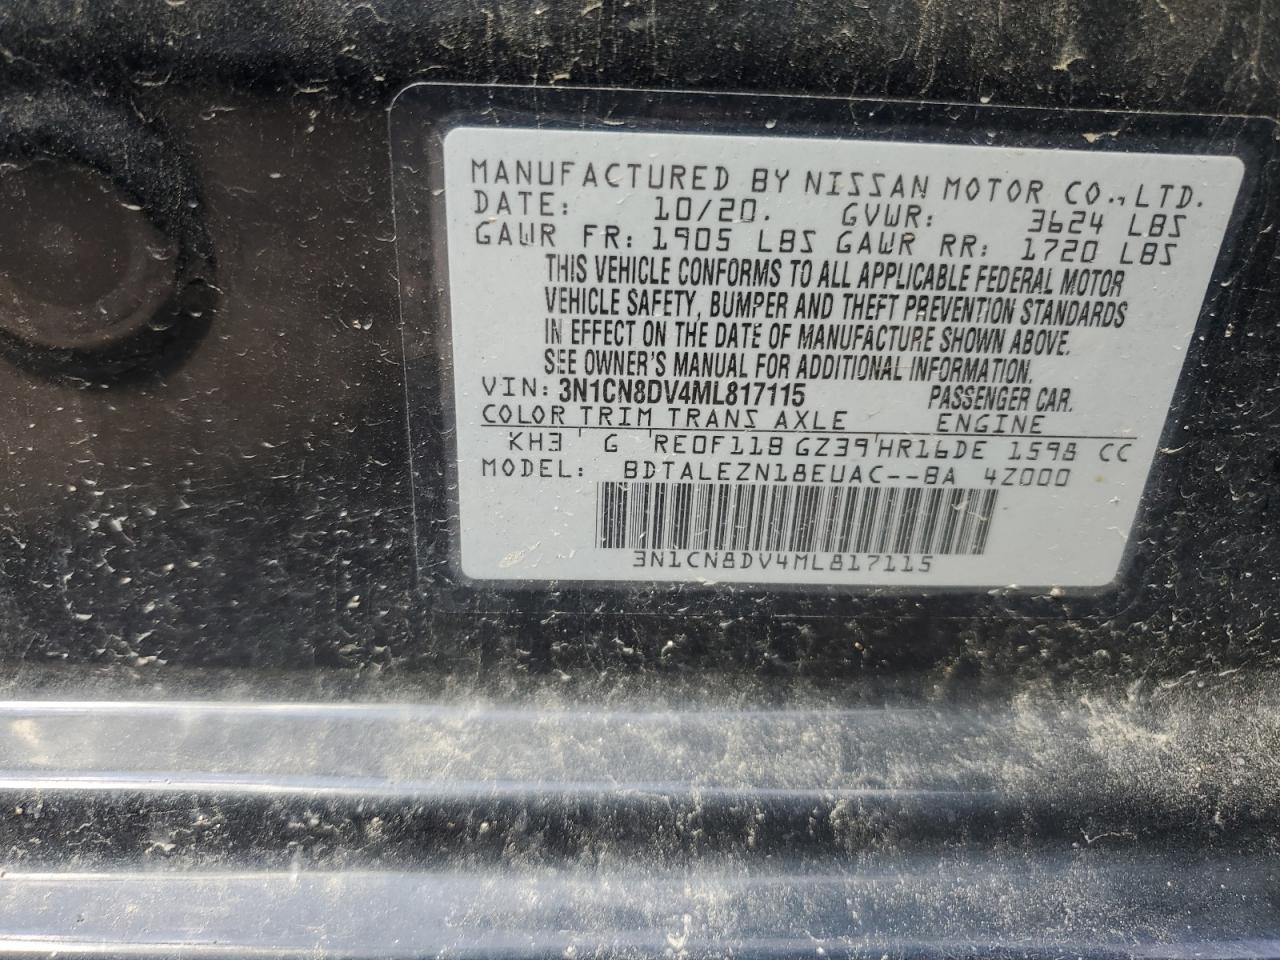 MANUFACTURED BY NISSAN MOTOR CO., LTD.
DATE: 10/20. GVWR: 3624 LBS
GAWR FR: 1905 LBS GAWR RR: 1720 LBS
THIS VEHICLE CONFORMS TO ALL APPLICABLE FEDERAL MOTOR
VEHICLE SAFETY, BUMPER AND THEFT PREVENTION STANDARDS
IN EFFECT ON THE DATE OF MANUFACTURE SHOWN ABOVE.
SEE OWNER'S MANUAL FOR ADDITIONAL INFORMATION.
VIN: 3N1CN8DV4ML817115 PASSENGER CAR.
COLOR TRIM TRANS AXLE ENGINE
KH3 G RE0F11B GZ39 HR16DE 1598 CC
MODEL: BDTALEZN18EUAC--BA 4Z000
3N1CN8DV4ML817115